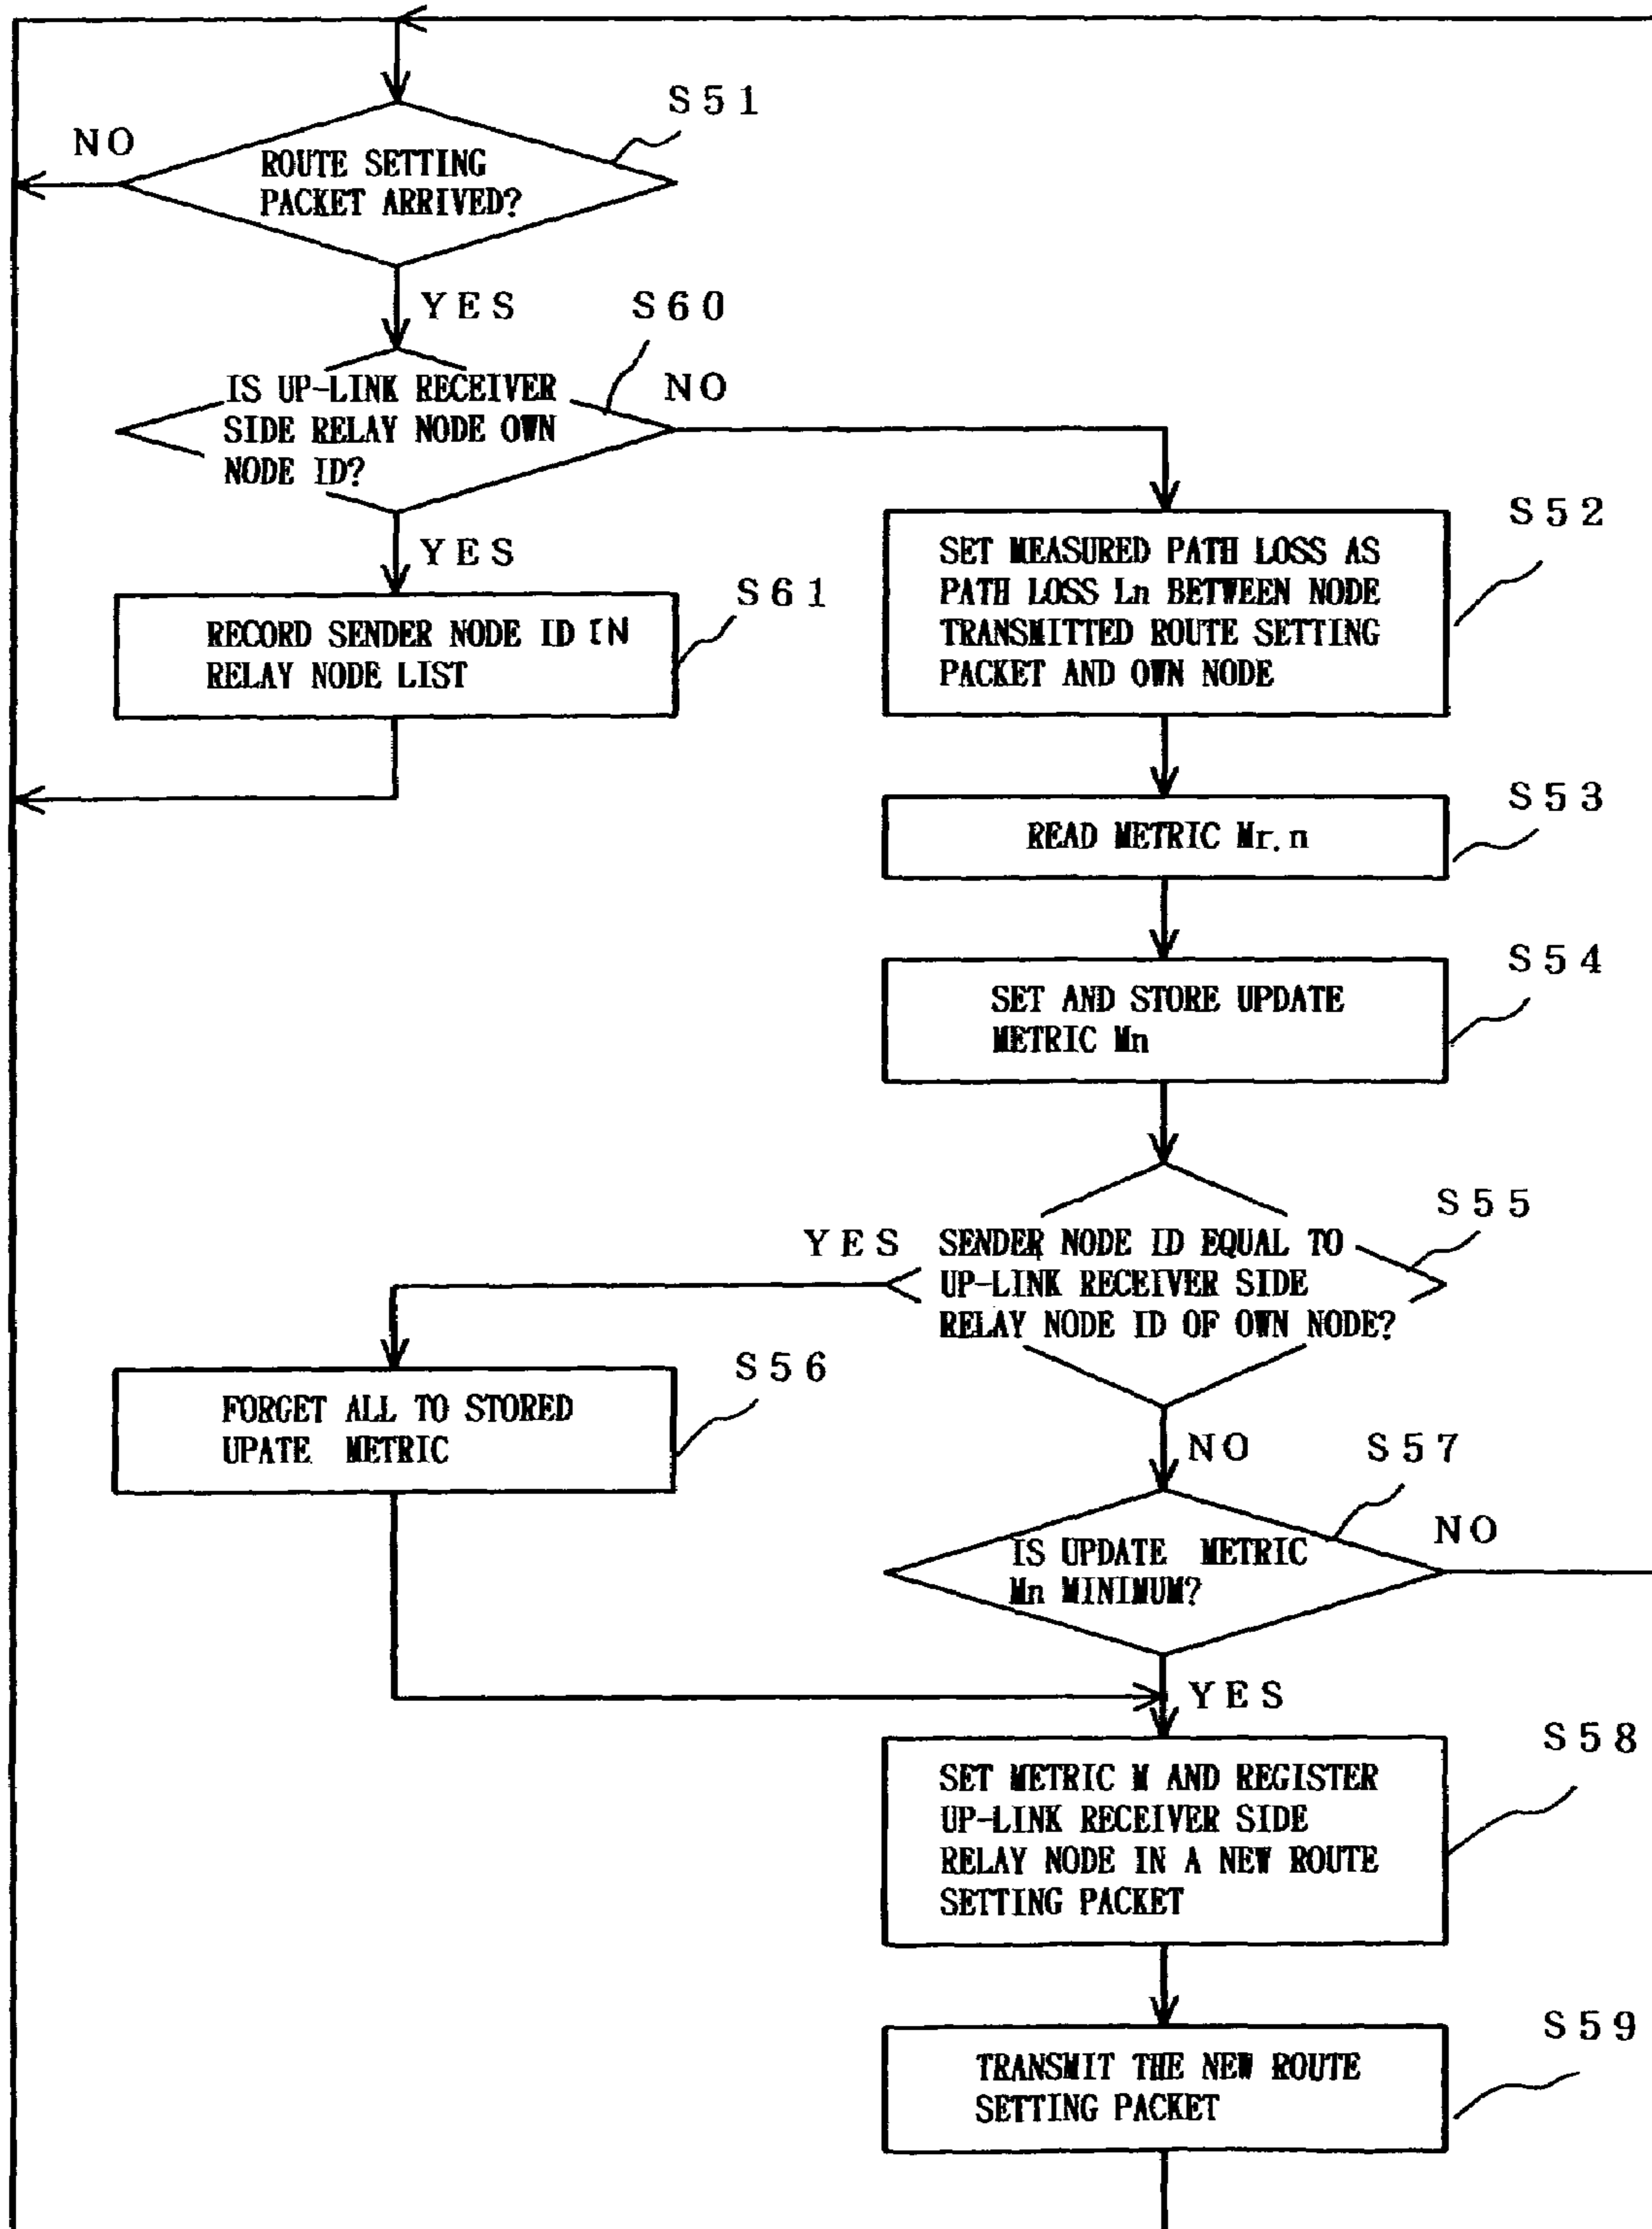 S51
NO
ROUTE SETTING
PACKET ARRIVED?
YES
S60
IS UP-LINK RECEIVER
SIDE RELAY NODE OWN
NODE ID?
NO
YES
S61
RECORD SENDER NODE ID IN
RELAY NODE LIST
S52
SET MEASURED PATH LOSS AS
PATH LOSS Ln BETWEEN NODE
TRANSMITTED ROUTE SETTING
PACKET AND OWN NODE
S53
READ METRIC Mr.n
S54
SET AND STORE UPDATE
METRIC Mn
S55
YES
SENDER NODE ID EQUAL TO
UP-LINK RECEIVER SIDE
RELAY NODE ID OF OWN NODE?
S56
FORGET ALL TO STORED
UPATE METRIC
NO
S57
IS UPDATE METRIC
Mn MINIMUM?
NO
YES
S58
SET METRIC M AND REGISTER
UP-LINK RECEIVER SIDE
RELAY NODE IN A NEW ROUTE
SETTING PACKET
S59
TRANSMIT THE NEW ROUTE
SETTING PACKET